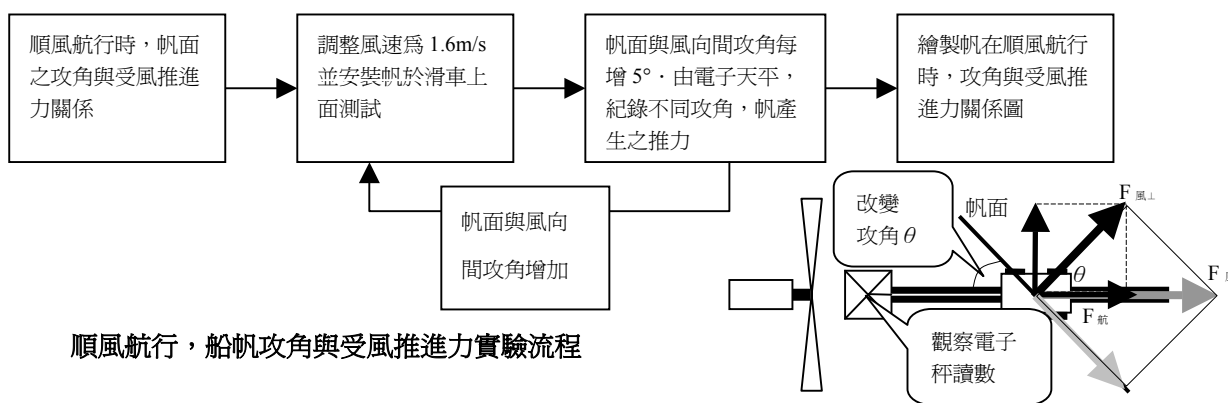 順風航行時,帆面
之攻角與受風推進
力關係
調整風速為 1.6m/s
並安裝帆於滑車上
面測試
帆面與風向間攻角每
增 5°．由電子天平，
紀錄不同攻角，帆產
生之推力
繪製帆在順風航行
時，攻角與受風推
進力關係圖
帆面與風向
間攻角增加
改變
攻角θ
帆面
F 風⊥
θ
F
F 航
觀察電子
秤讀數
順風航行，船帆攻角與受風推進力實驗流程